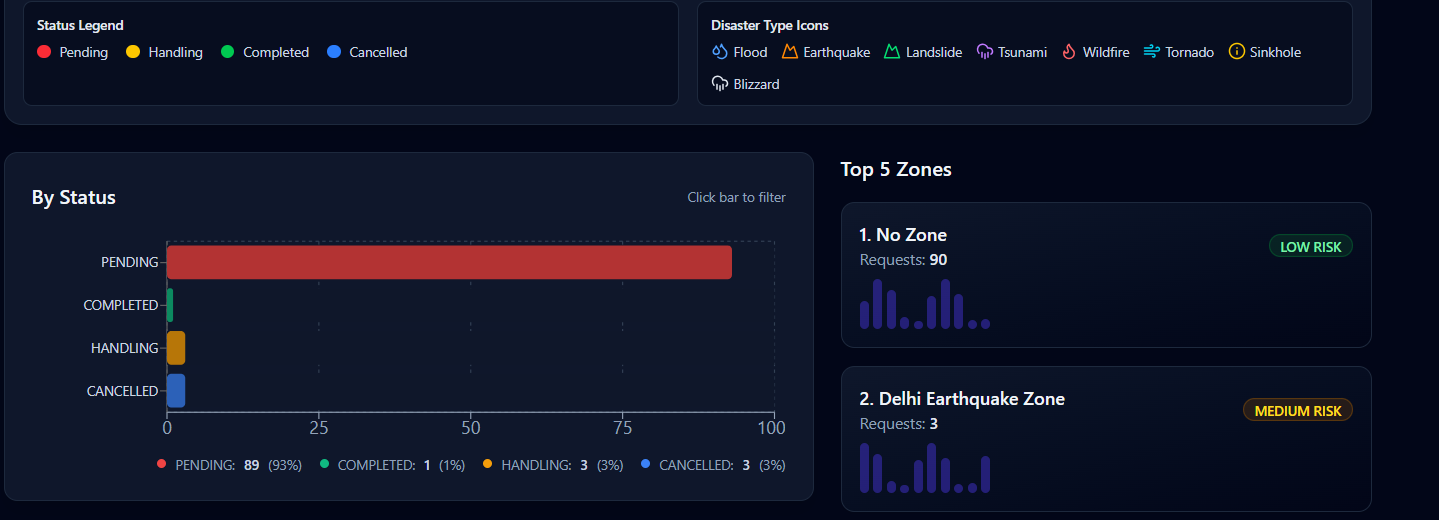 Status Legend
Pending Handling Completed Cancelled
Disaster Type Icons
Flood Earthquake Landslide Tsunami Wildfire Tornado Sinkhole
Blizzard
By Status
Click bar to filter
PENDING
COMPLETED
HANDLING
CANCELLED
0 25 50 75 100
PENDING: 89 (93%) COMPLETED: 1 (1%) HANDLING: 3 (3%) CANCELLED: 3 (3%)
Top 5 Zones
1. No Zone
LOW RISK
Requests: 90
2. Delhi Earthquake Zone
MEDIUM RISK
Requests: 3